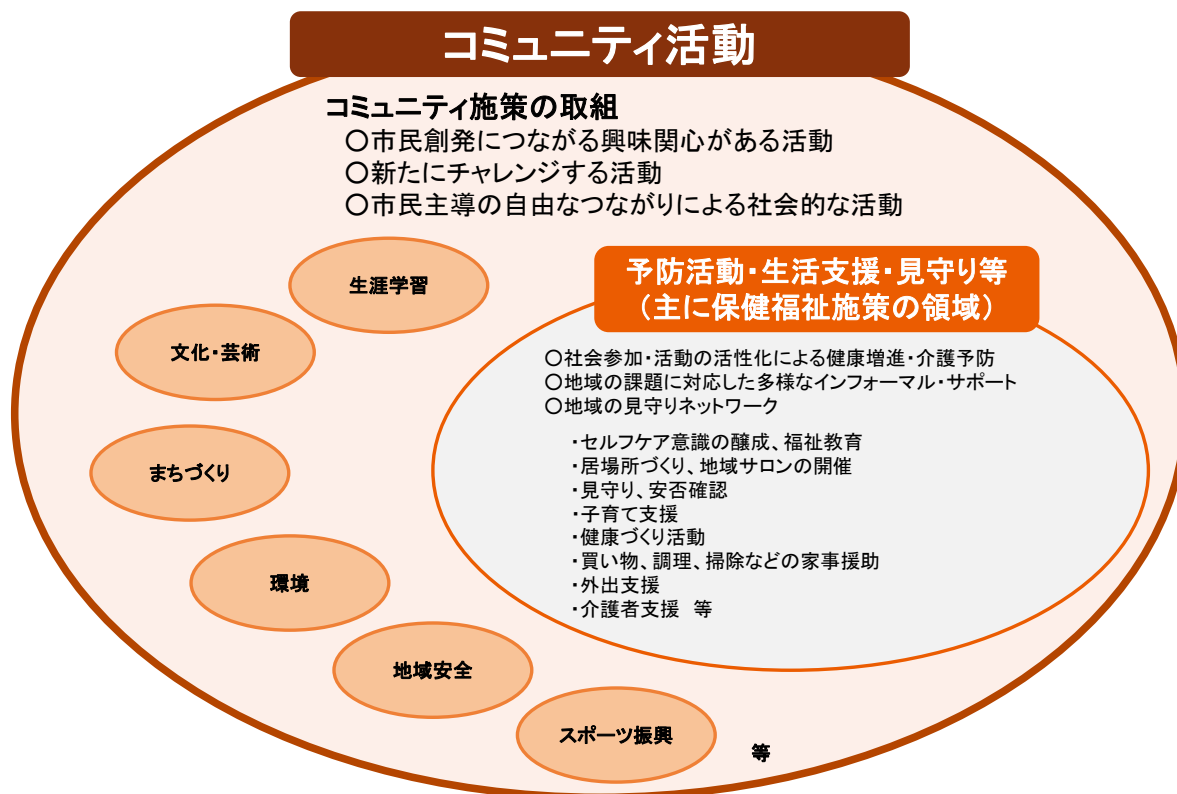 コミュニティ活動
コミュニティ施策の取組
○市民創発につながる興味関心がある活動
○新たにチャレンジする活動
○市民主導の自由なつながりによる社会的な活動
生涯学習
文化・芸術
まちづくり
環境
地域安全
スポーツ振興
等
予防活動・生活支援・見守り等
（主に保健福祉施策の領域）
○社会参加・活動の活性化による健康増進・介護予防
○地域の課題に対応した多様なインフォーマル・サポート
○地域の見守りネットワーク
・セルフケア意識の醸成、福祉教育
・居場所づくり、地域サロンの開催
・見守り、安否確認
・子育て支援
・健康づくり活動
・買い物、調理、掃除などの家事援助
・外出支援
・介護者支援　等